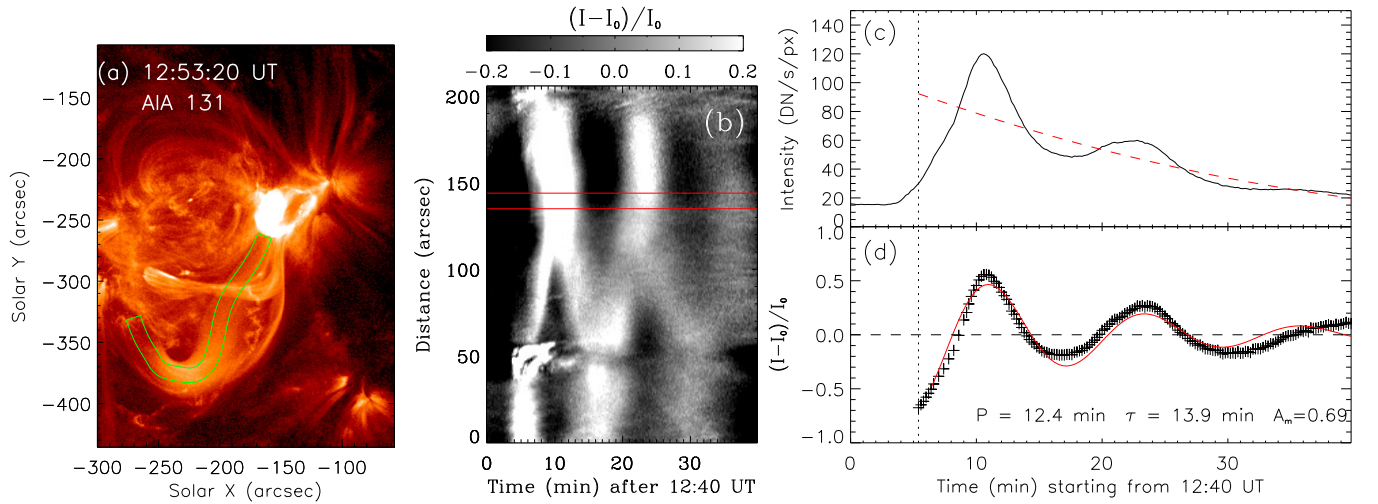 (I−I₀)/I₀
−0.2 −0.1 0.0 0.1 0.2
(a) 12:53:20 UT
AIA 131
−150
−200
−250
−300
−350
−400
Solar Y (arcsec)
−300 −250 −200 −150 −100
Solar X (arcsec)
(b)
200
150
100
50
0
Distance (arcsec)
0 10 20 30
Time (min) after 12:40 UT
(c)
140
120
100
80
60
40
20
0
Intensity (DN/s/px)
(d)
1.0
0.5
0.0
−0.5
−1.0
(I−I₀)/I₀
P = 12.4 min τ = 13.9 min Aₘ=0.69
0 10 20 30
Time (min) starting from 12:40 UT